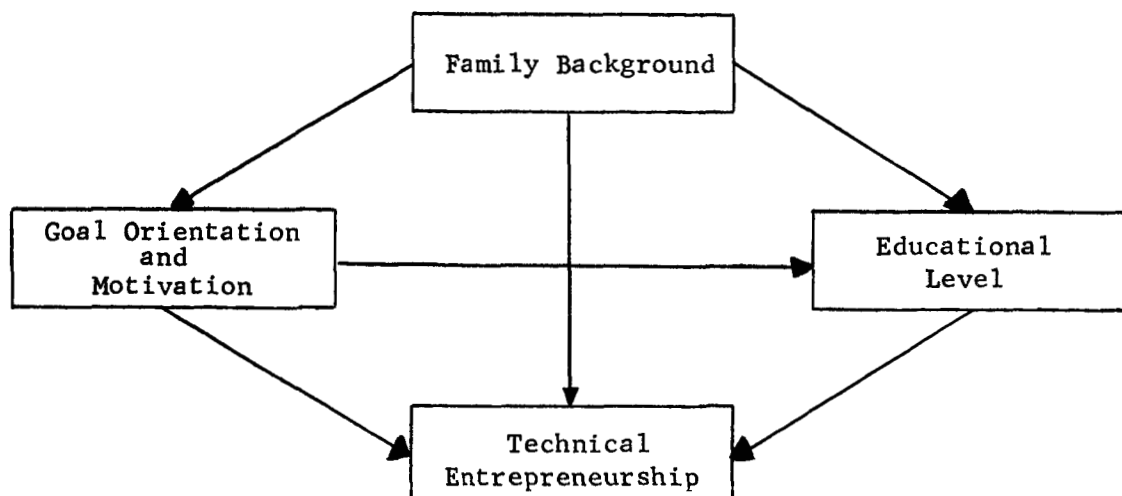 Family Background
Goal Orientation
and
Motivation
Educational
Level
Technical
Entrepreneurship